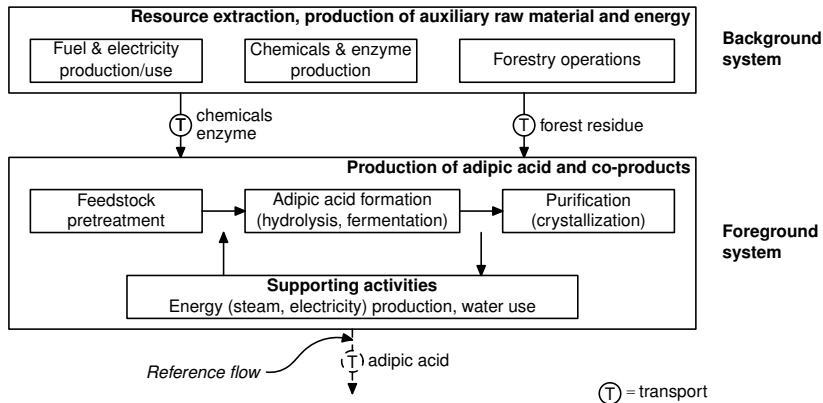 Resource extraction, production of auxiliary raw material and energy
Fuel & electricity
production/use
Chemicals & enzyme
production
Forestry operations
Background
system
T
chemicals
enzyme
T
forest residue
Production of adipic acid and co-products
Feedstock
pretreatment
Adipic acid formation
(hydrolysis, fermentation)
Purification
(crystallization)
Foreground
system
Supporting activities
Energy (steam, electricity) production, water use
Reference flow
T
adipic acid
T = transport